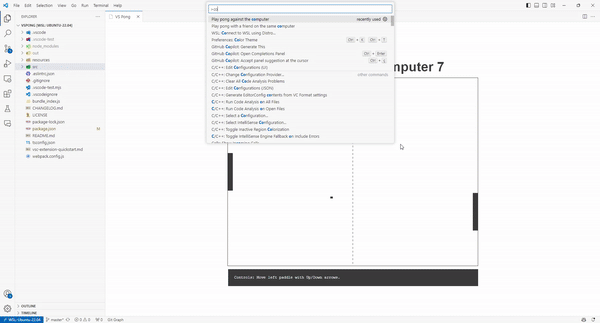 File Edit Selection View Go Run Terminal Help
EXPLORER
VS Pong
VSPONG [WSL: UBUNTU-22.04]
.vscode
.vscode-test
node_modules
out
resources
src
.eslintrc.json
.gitignore
.vscode-test.mjs
.vscodeignore
bundle_index.js
CHANGELOG.md
LICENSE
package-lock.json
package.json
README.md
tsconfig.json
vsc-extension-quickstart.md
webpack.config.js
Play pong against the computer recently used
Play pong with a friend on the same computer
WSL: Connect to WSL using Distro...
Preferences: Color Theme Ctrl + K Ctrl + T
GitHub Copilot: Generate This
GitHub Copilot: Open Completions Panel Ctrl + Enter
GitHub Copilot: Accept panel suggestion at the cursor
C/C++: Edit Configurations (UI)
C/C++: Change Configuration Provider... other commands
C/C++: Clear All Code Analysis Problems
C/C++: Edit Configurations (JSON)
C/C++: Generate EditorConfig contents from VC Format settings
C/C++: Run Code Analysis on All Files
C/C++: Run Code Analysis on Open Files
C/C++: Select a Configuration...
C/C++: Select IntelliSense Configuration...
C/C++: Toggle Inactive Region Colorization
C/C++: Toggle IntelliSense Engine Fallback on Include Errors
mputer 7
Controls: Move left paddle with Up/Down arrows.
OUTLINE
TIMELINE
WSL: Ubuntu-22.04 master* 0 0 0 Git Graph